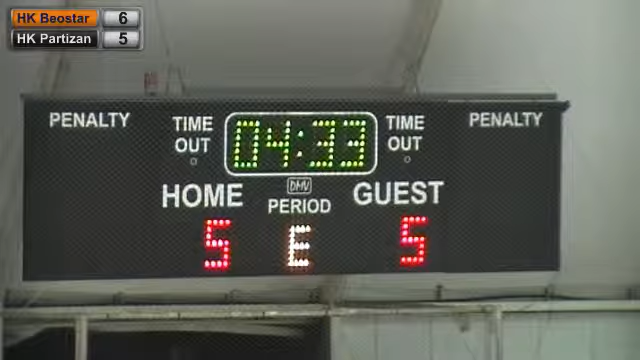 HK Beostar 6
HK Partizan 5
PENALTY TIME OUT 04:33 TIME OUT PENALTY
HOME DMV GUEST
PERIOD
5 E 5